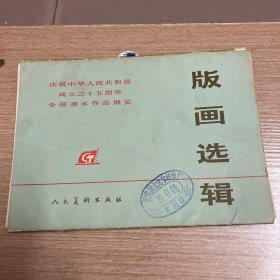 庆祝中华人民共和国
成立三十五周年
全国美术作品展览
版画选辑
人民美术出版社